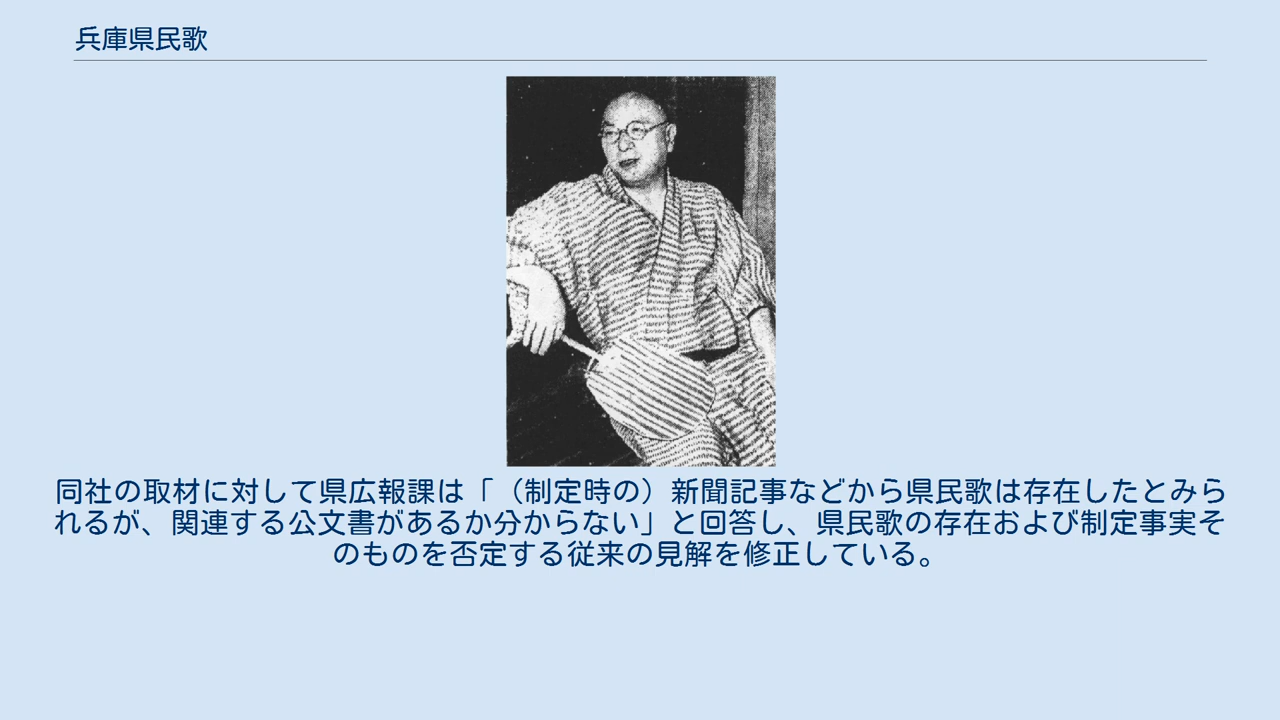 兵庫県民歌
同社の取材に対して県広報課は「（制定時の）新聞記事などから県民歌は存在したとみら
れるが、関連する公文書があるか分からない」と回答し、県民歌の存在および制定事実そ
のものを否定する従来の見解を修正している。